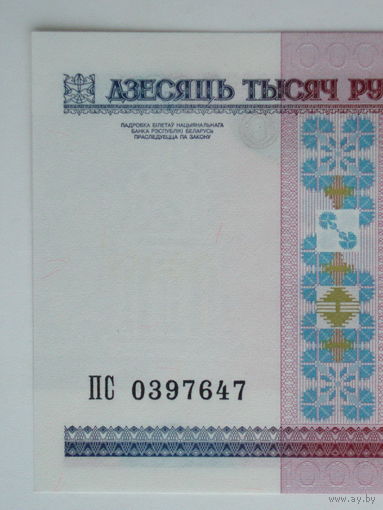 ДЗЕСЯЦЬ ТЫСЯЧ РУ
ПАДРОБКА БІЛЕТАЎ НАЦЫЯНАЛЬНАГА
БАНКА РЭСПУБЛІКІ БЕЛАРУСЬ
ПРАСЛЕДУЕЦЦА ПА ЗАКОНУ
ПС 0397647
www.ay.by